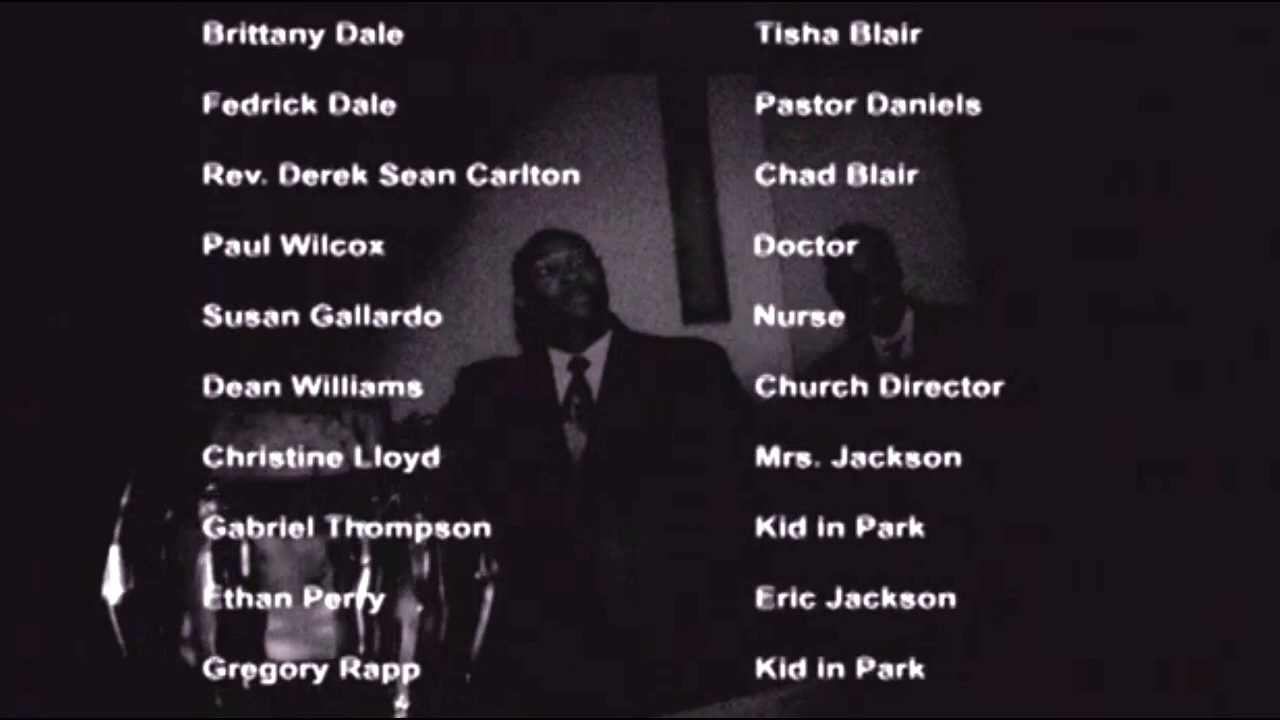 Brittany Dale Tisha Blair
Fedrick Dale Pastor Daniels
Rev. Derek Sean Carlton Chad Blair
Paul Wilcox Doctor
Susan Gallardo Nurse
Dean Williams Church Director
Christine Lloyd Mrs. Jackson
Gabriel Thompson Kid in Park
Ethan Perry Eric Jackson
Gregory Rapp Kid in Park